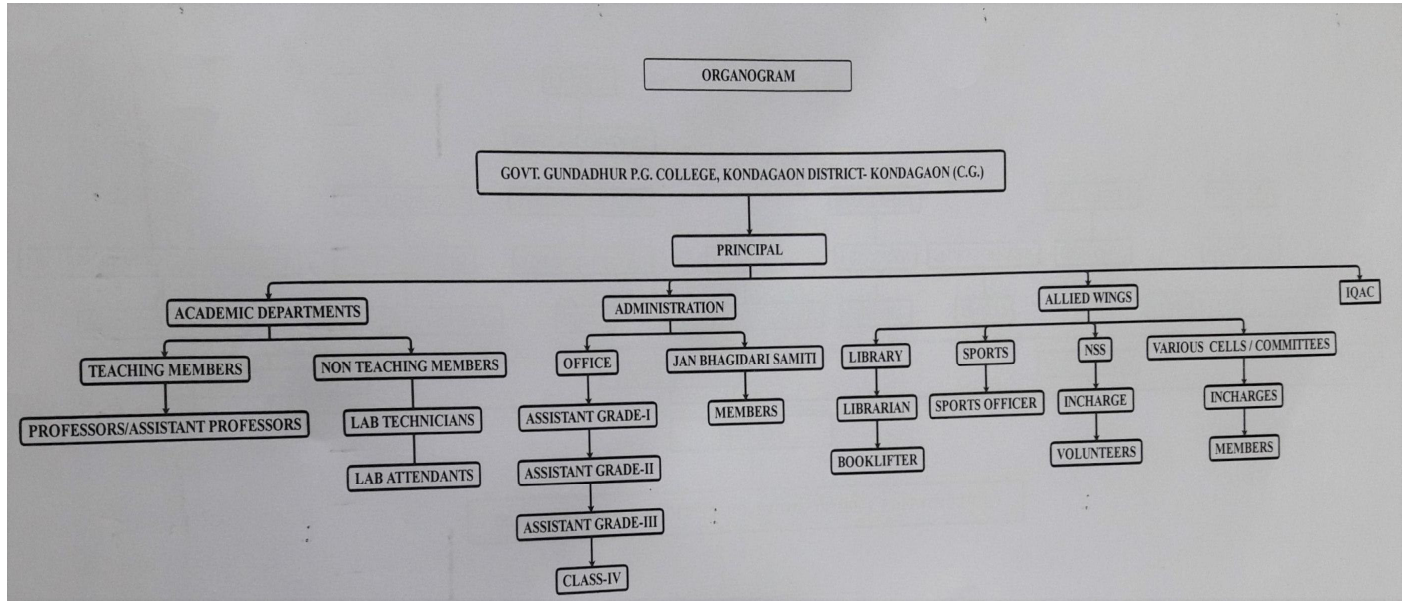 ORGANOGRAM
GOVT. GUNDADHUR P.G. COLLEGE, KONDAGAON DISTRICT- KONDAGAON (C.G.)
PRINCIPAL
ACADEMIC DEPARTMENTS
ADMINISTRATION
ALLIED WINGS
IQAC
TEACHING MEMBERS
NON TEACHING MEMBERS
OFFICE
JAN BHAGIDARI SAMITI
LIBRARY
SPORTS
NSS
VARIOUS CELLS / COMMITTEES
PROFESSORS/ASSISTANT PROFESSORS
LAB TECHNICIANS
ASSISTANT GRADE-I
MEMBERS
LIBRARIAN
SPORTS OFFICER
INCHARGE
INCHARGES
LAB ATTENDANTS
ASSISTANT GRADE-II
BOOKLIFTER
VOLUNTEERS
MEMBERS
ASSISTANT GRADE-III
CLASS-IV